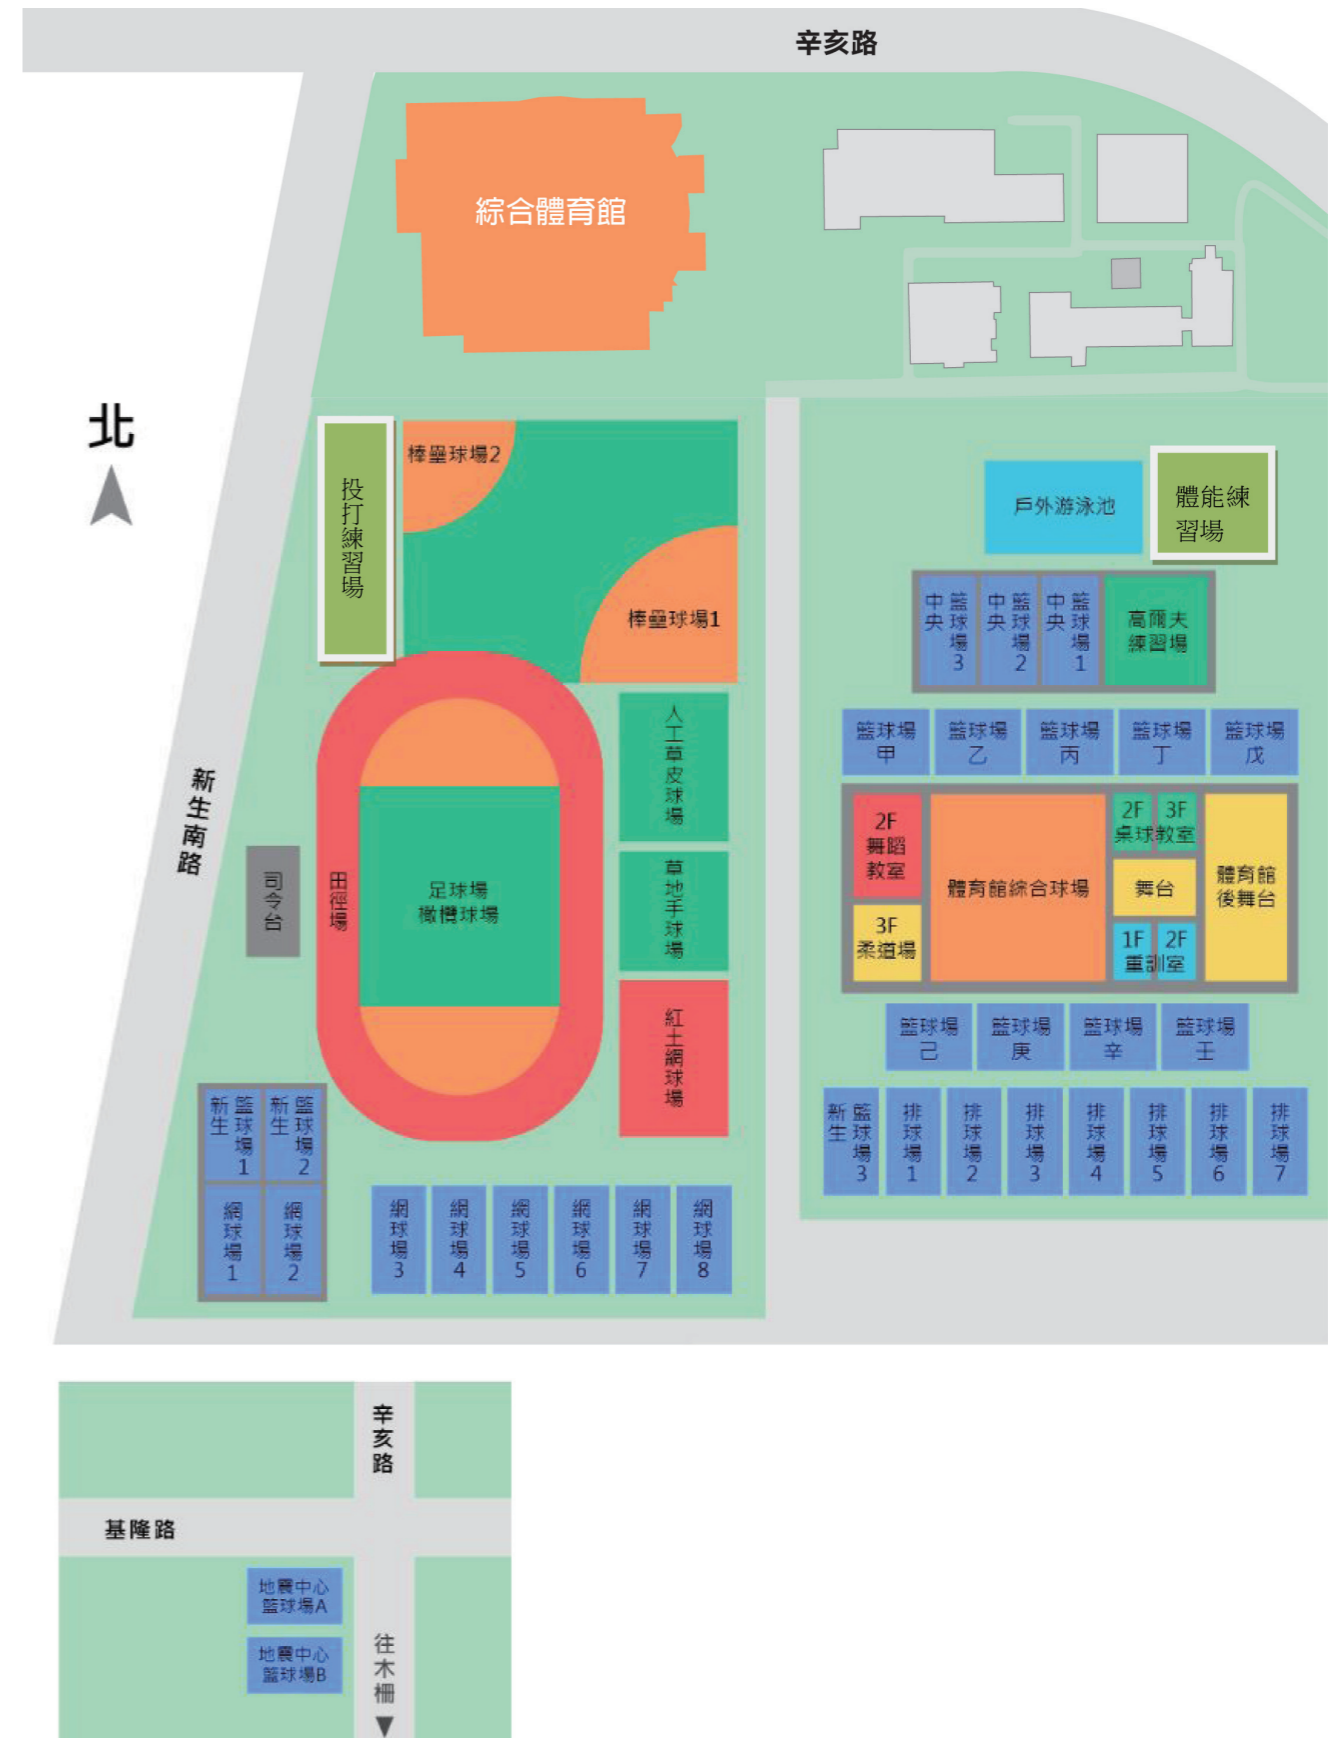 辛亥路
綜合體育館
北
投打練習場
棒壘球場2
棒壘球場1
戶外游泳池
體能練
習場
中央
籃球場3
中央
籃球場2
中央
籃球場1
高爾夫
練習場
人工草皮球場
籃球場
甲
籃球場
乙
籃球場
丙
籃球場
丁
籃球場
戊
新生南路
司令台
田徑場
足球場
橄欖球場
草地手球場
紅土網球場
2F
舞蹈
教室
3F
柔道場
體育館綜合球場
2F 3F
桌球教室
舞台
1F 2F
重訓室
體育館
後舞台
籃球場
己
籃球場
庚
籃球場
辛
籃球場
壬
新生
籃球場1
新生
籃球場2
網球場1
網球場2
網球場3
網球場4
網球場5
網球場6
網球場7
網球場8
新生
籃球場3
排球場1
排球場2
排球場3
排球場4
排球場5
排球場6
排球場7
辛亥路
基隆路
地震中心
籃球場A
地震中心
籃球場B
往木柵